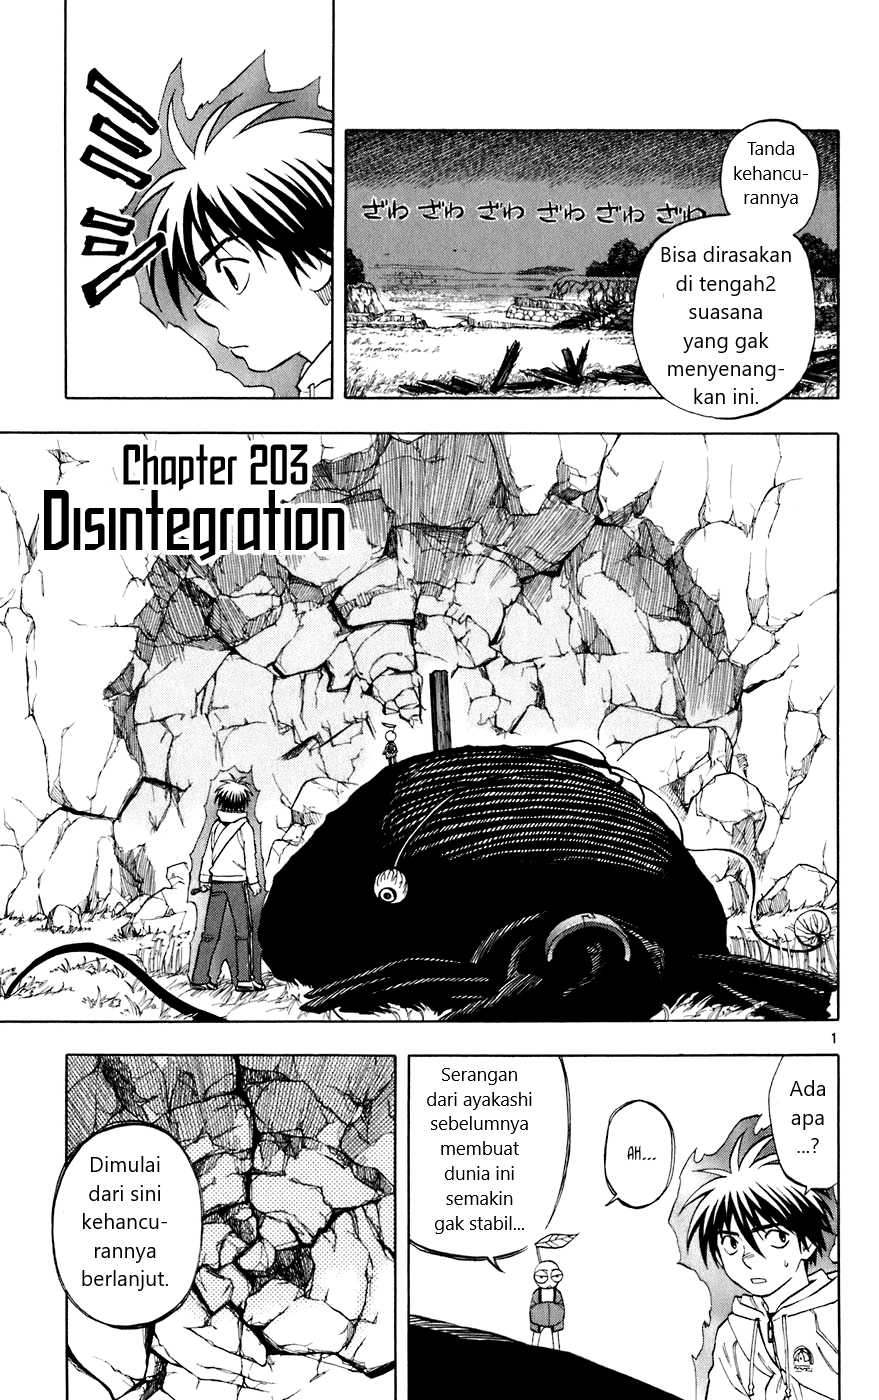 Tanda
kehancu-
rannya
Bisa dirasakan
di tengah2
suasana
yang gak
menyenang-
kan ini.
ざわ ざわ ざわ ざわ ざわ ざわ
Chapter 203
Disintegration
1
Ada
apa
...?
AH...
Serangan
dari ayakashi
sebelumnya
membuat
dunia ini
semakin
gak stabil...
Dimulai
dari sini
kehancu-
rannya
berlanjut.